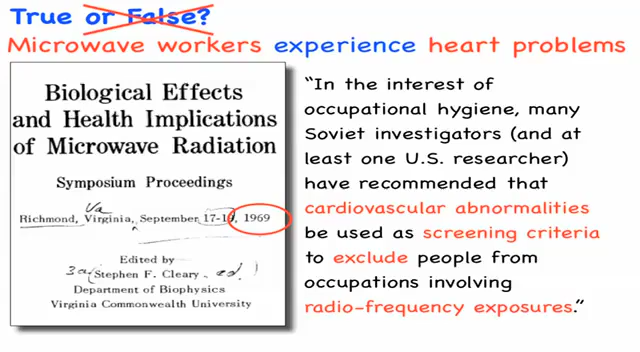 True or False?
Microwave workers experience heart problems
Biological Effects
and Health Implications
of Microwave Radiation
Symposium Proceedings
Va
Richmond, Virginia, September 17-19, 1969
Edited by
Stephen F. Cleary ed.
Department of Biophysics
Virginia Commonwealth University
“In the interest of
occupational hygiene, many
Soviet investigators (and at
least one U.S. researcher)
have recommended that
cardiovascular abnormalities
be used as screening criteria
to exclude people from
occupations involving
radio-frequency exposures.”